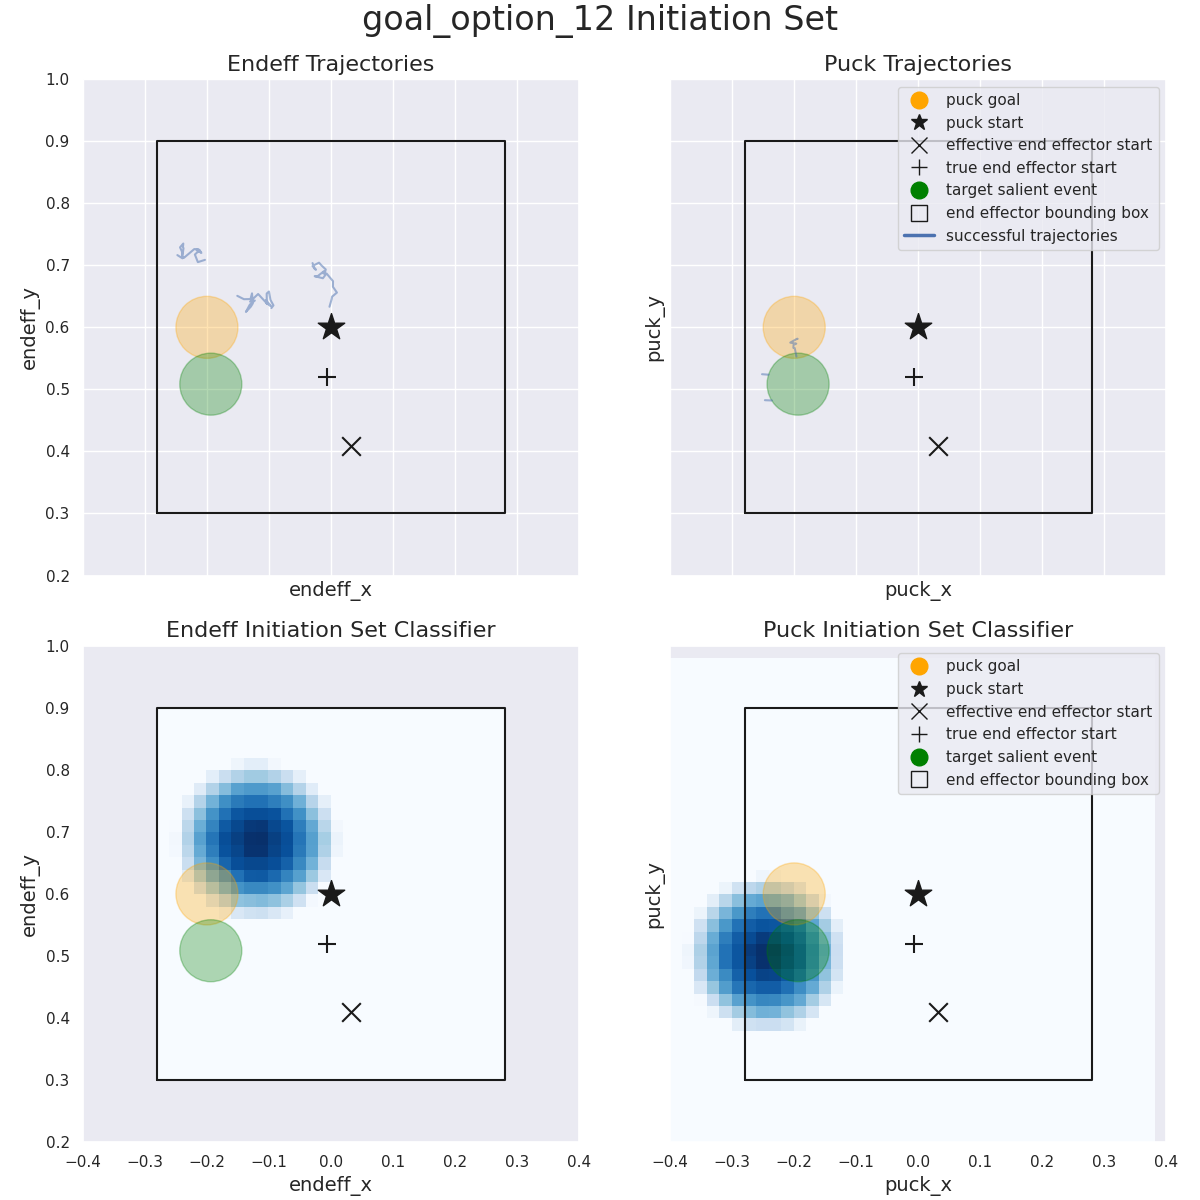 goal_option_12 Initiation Set
Endeff Trajectories
1.0
0.9
0.8
0.7
0.6
0.5
0.4
0.3
0.2
endeff_y
endeff_x
Puck Trajectories
puck goal
puck start
effective end effector start
true end effector start
target salient event
end effector bounding box
successful trajectories
puck_y
puck_x
Endeff Initiation Set Classifier
1.0
0.9
0.8
0.7
0.6
0.5
0.4
0.3
0.2
endeff_y
−0.4 −0.3 −0.2 −0.1 0.0 0.1 0.2 0.3 0.4
endeff_x
Puck Initiation Set Classifier
puck goal
puck start
effective end effector start
true end effector start
target salient event
end effector bounding box
puck_y
−0.4 −0.3 −0.2 −0.1 0.0 0.1 0.2 0.3 0.4
puck_x